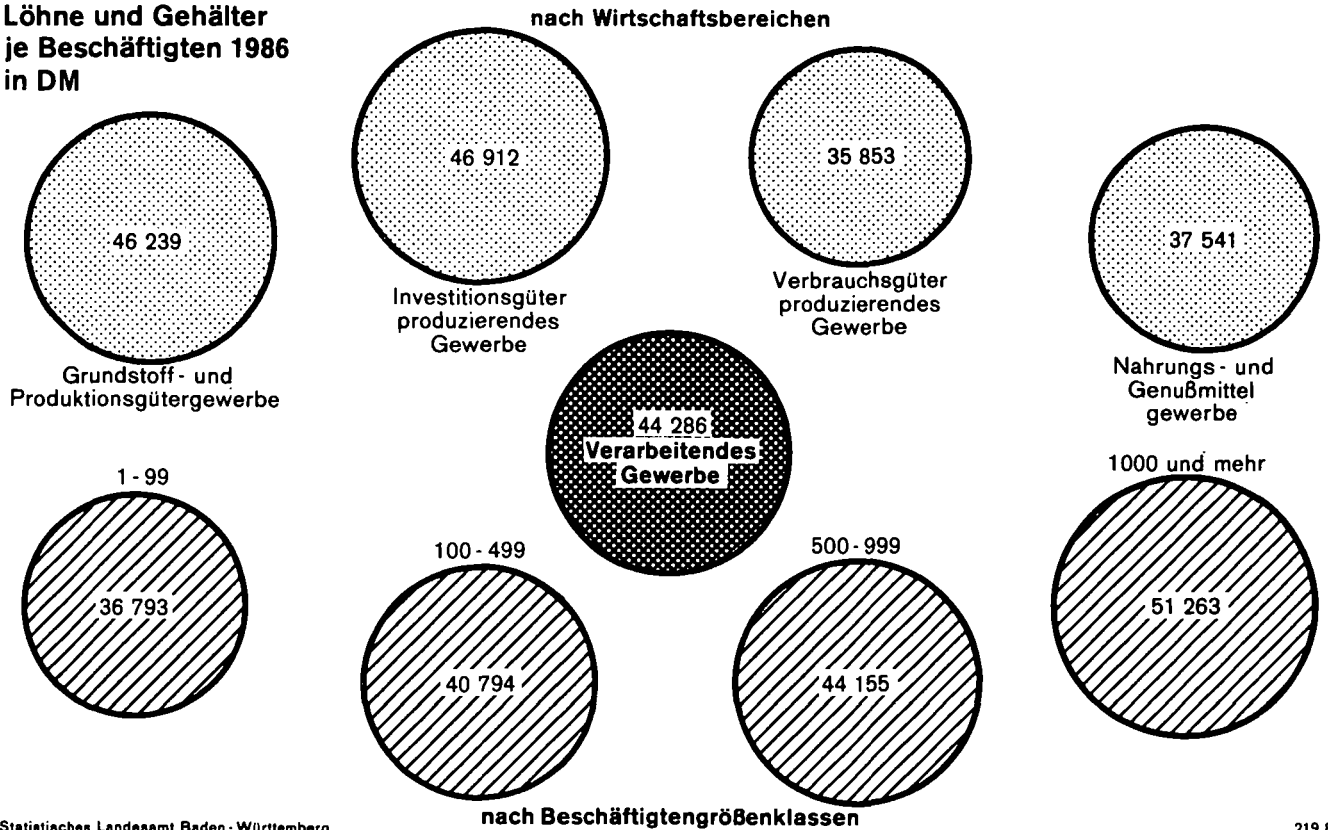 Löhne und Gehälter
je Beschäftigten 1986
in DM
nach Wirtschaftsbereichen
46 239
Grundstoff- und
Produktionsgütergewerbe
46 912
Investitionsgüter
produzierendes
Gewerbe
35 853
Verbrauchsgüter
produzierendes
Gewerbe
37 541
Nahrungs- und
Genußmittel
gewerbe
44 286
Verarbeitendes
Gewerbe
1-99
36 793
100-499
40 794
500-999
44 155
1000 und mehr
51 263
nach Beschäftigtengrößenklassen
Statistisches Landesamt Baden-Württemberg
219